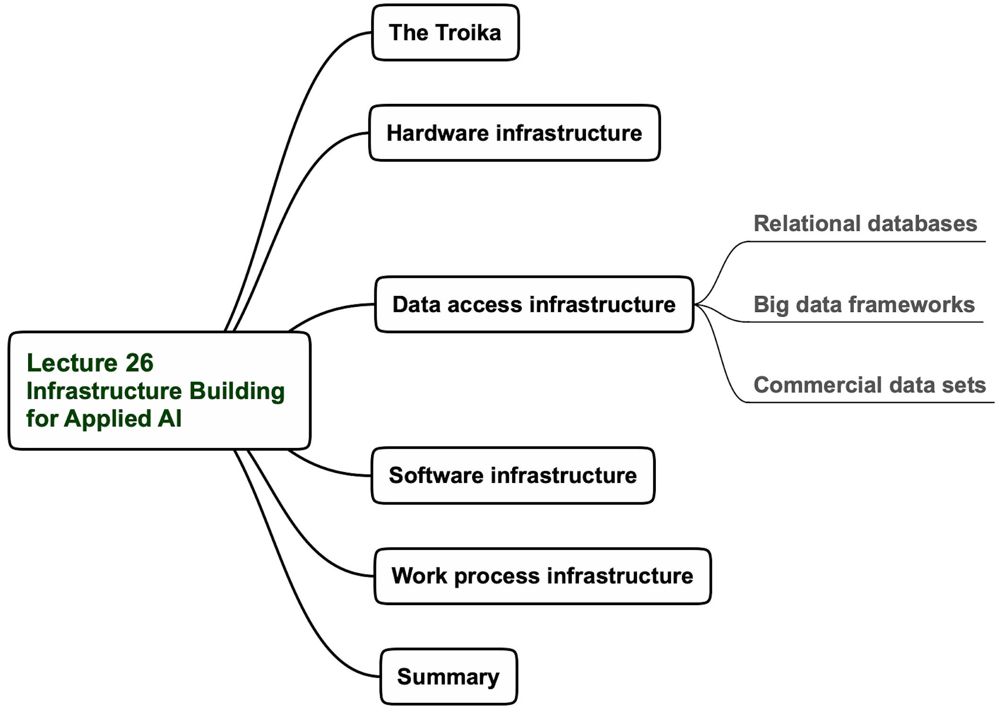 Lecture 26
Infrastructure Building
for Applied AI
The Troika
Hardware infrastructure
Data access infrastructure
Relational databases
Big data frameworks
Commercial data sets
Software infrastructure
Work process infrastructure
Summary